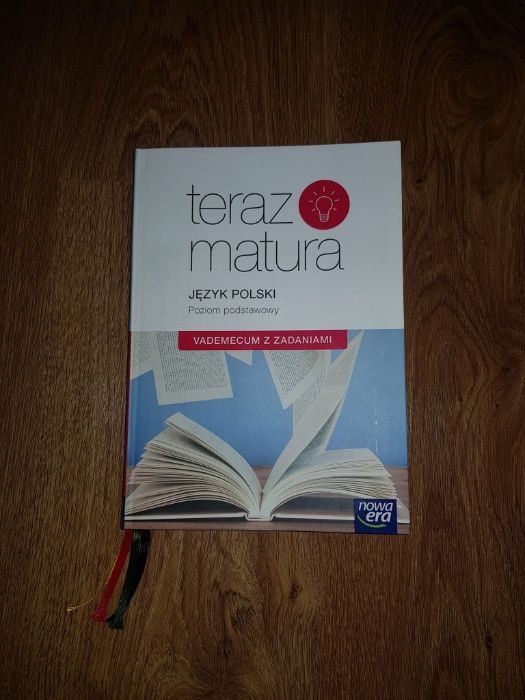 teraz
matura
JĘZYK POLSKI
Poziom podstawowy
VADEMECUM Z ZADANIAMI
nowa
era